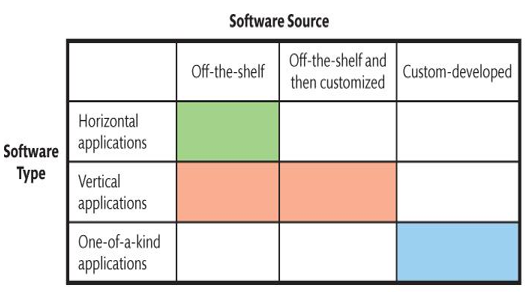 Software Source
Off-the-shelf
Off-the-shelf and
then customized
Custom-developed
Software
Type
Horizontal
applications
Vertical
applications
One-of-a-kind
applications